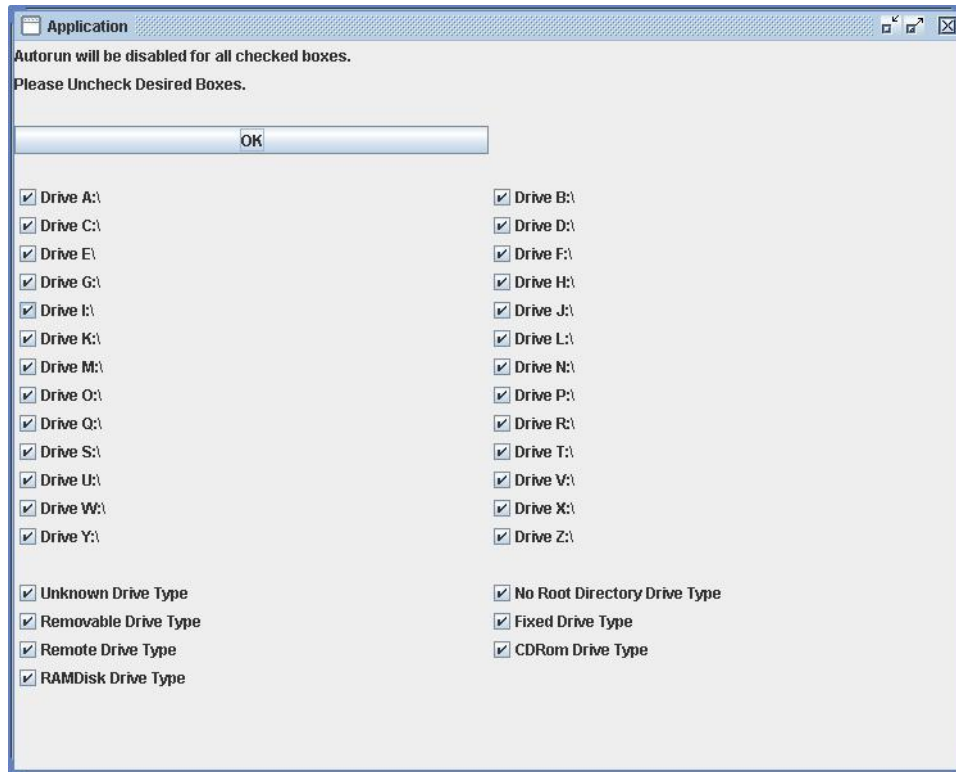 Application
Autorun will be disabled for all checked boxes.
Please Uncheck Desired Boxes.
OK
Drive A:\ Drive B:\
Drive C:\ Drive D:\
Drive E\ Drive F:\
Drive G:\ Drive H:\
Drive I:\ Drive J:\
Drive K:\ Drive L:\
Drive M:\ Drive N:\
Drive O:\ Drive P:\
Drive Q:\ Drive R:\
Drive S:\ Drive T:\
Drive U:\ Drive V:\
Drive W:\ Drive X:\
Drive Y:\ Drive Z:\
Unknown Drive Type No Root Directory Drive Type
Removable Drive Type Fixed Drive Type
Remote Drive Type CDRom Drive Type
RAMDisk Drive Type